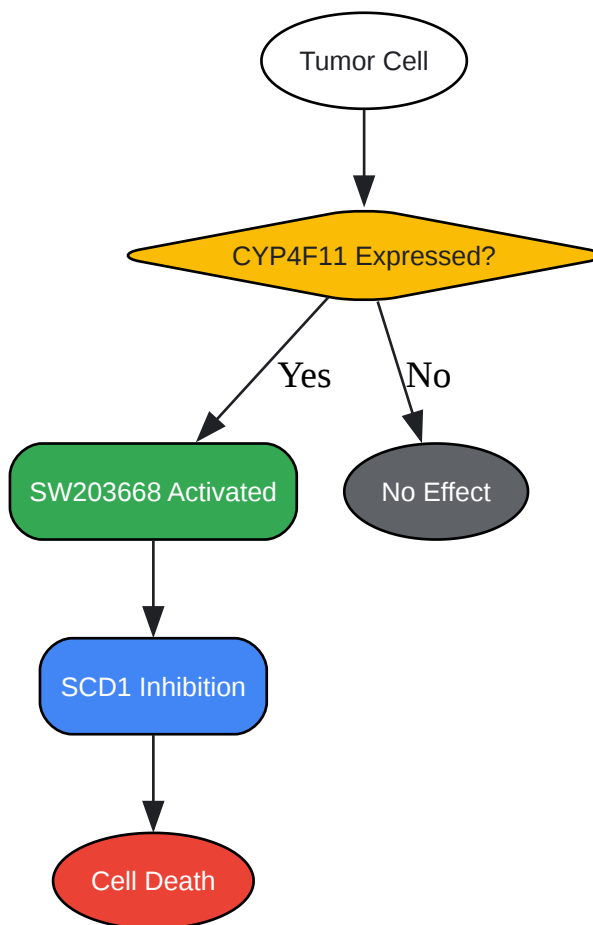 Tumor Cell
CYP4F11 Expressed?
Yes
No
SW203668 Activated
No Effect
SCD1 Inhibition
Cell Death